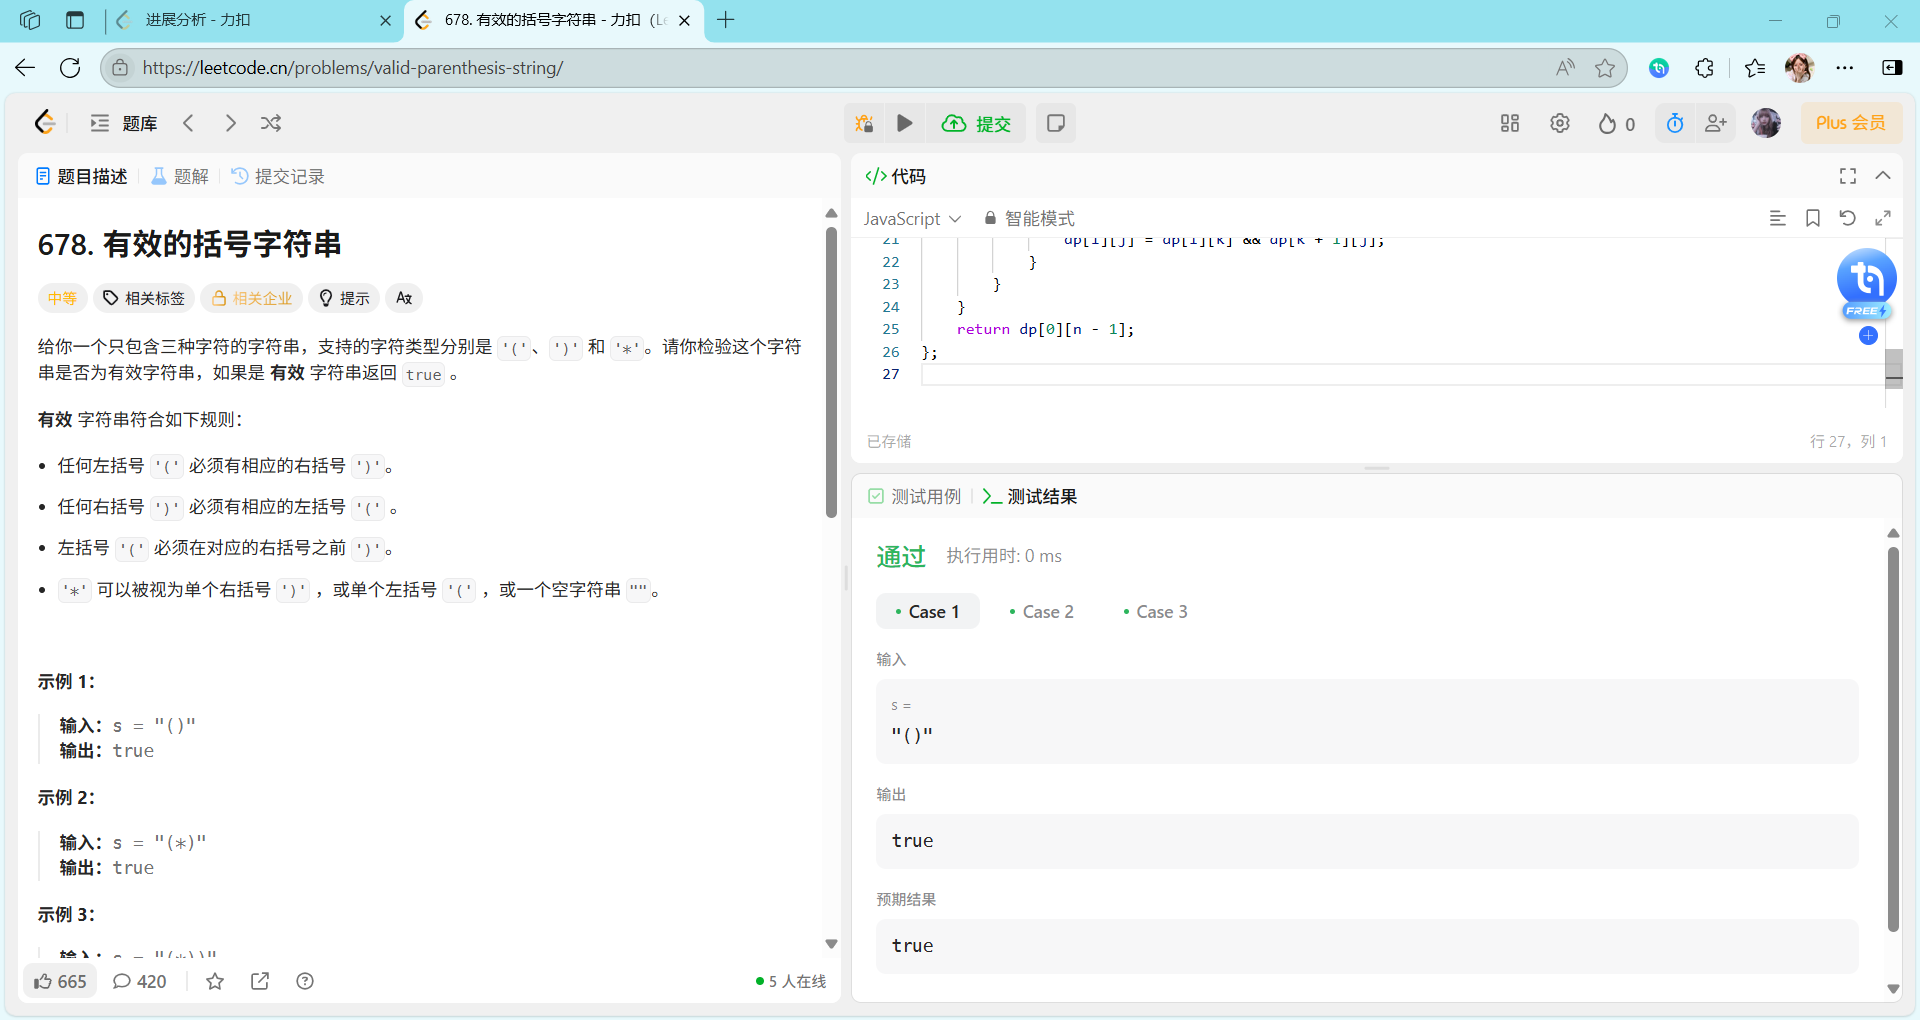 进展分析 - 力扣
678. 有效的括号字符串 - 力扣（Le
https://leetcode.cn/problems/valid-parenthesis-string/
题库
提交
0
Plus 会员
题目描述
题解
提交记录
678. 有效的括号字符串
中等
相关标签
相关企业
提示
给你一个只包含三种字符的字符串，支持的字符类型分别是 '('、')' 和 '*'。请你检验这个字符
串是否为有效字符串，如果是 有效 字符串返回 true 。
有效 字符串符合如下规则：
• 任何左括号 '(' 必须有相应的右括号 ')'。
• 任何右括号 ')' 必须有相应的左括号 '(' 。
• 左括号 '(' 必须在对应的右括号之前 ')'。
• '*' 可以被视为单个右括号 ')' ，或单个左括号 '(' ，或一个空字符串 ""。
示例 1：
输入：s = "()"
输出：true
示例 2：
输入：s = "(*)"
输出：true
示例 3：
输入：s = "(*))"
665
420
5 人在线
</> 代码
JavaScript
智能模式
21 dp[i][j] = dp[i][k] && dp[k + 1][j];
22 }
23 }
24 }
25 return dp[0][n - 1];
26 };
27
FREE
已存储
行 27，列 1
测试用例
测试结果
通过
执行用时: 0 ms
• Case 1
• Case 2
• Case 3
输入
s =
"()"
输出
true
预期结果
true